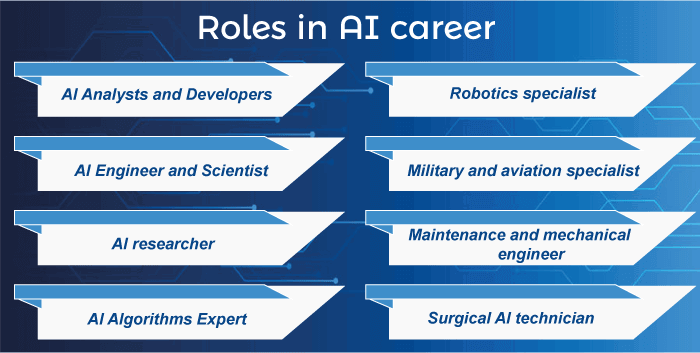 Roles in AI career
AI Analysts and Developers
Robotics specialist
AI Engineer and Scientist
Military and aviation specialist
AI researcher
Maintenance and mechanical
engineer
AI Algorithms Expert
Surgical AI technician